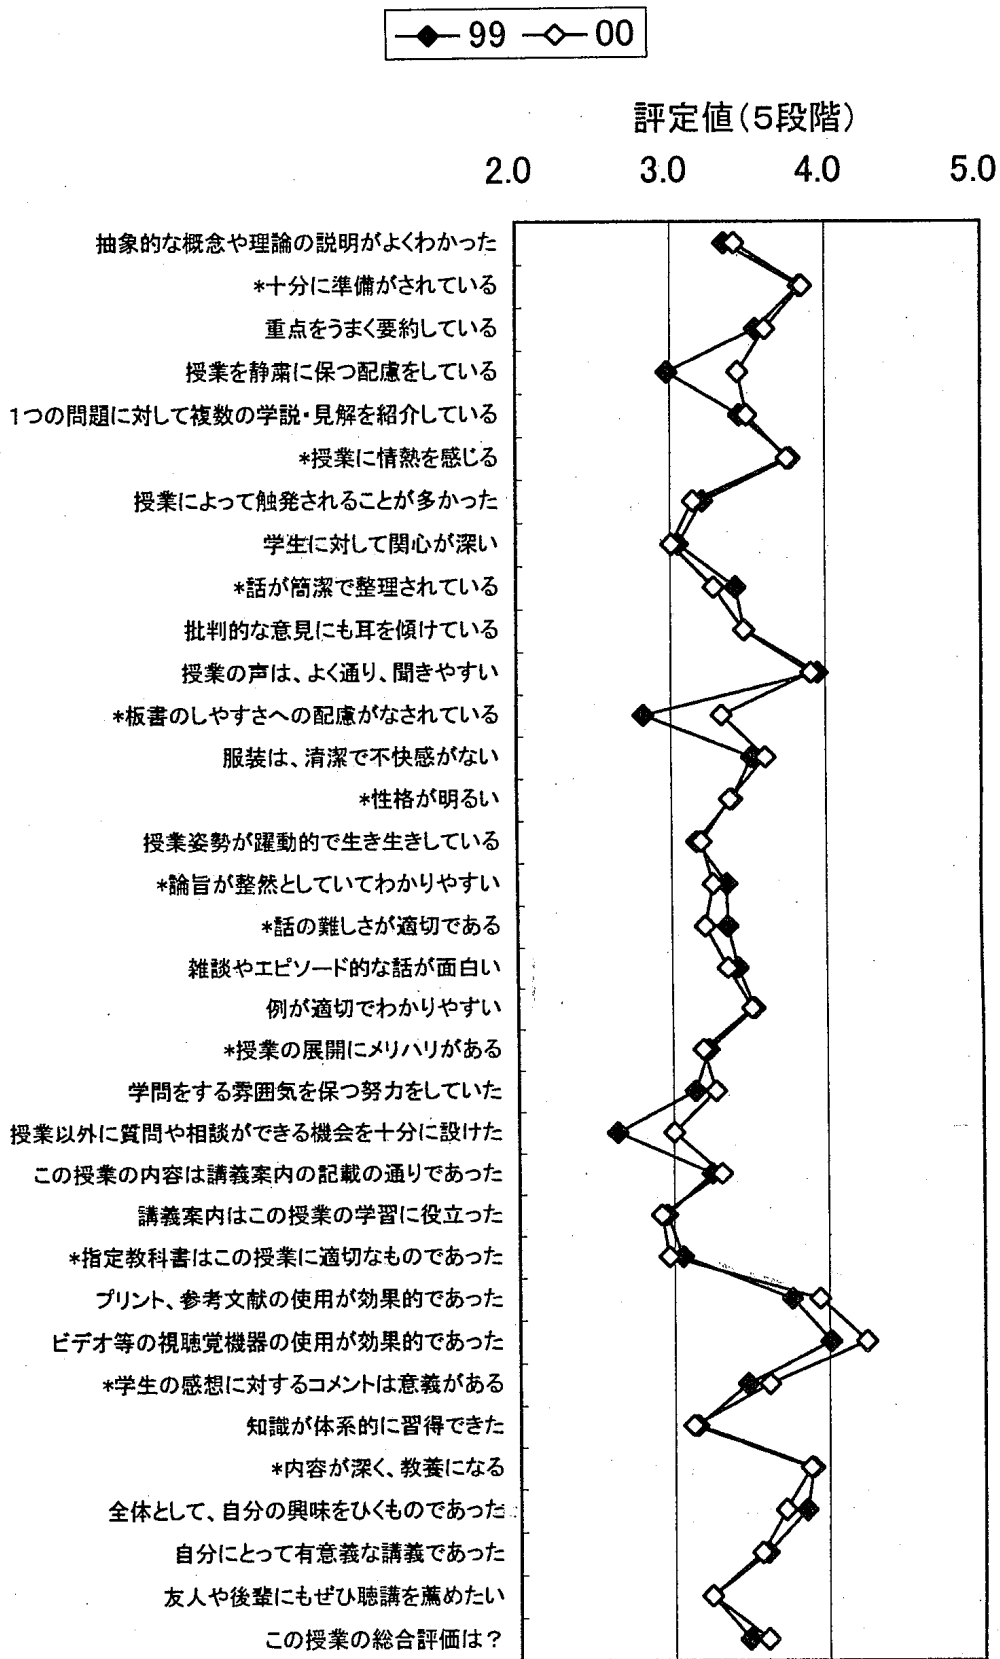 99 00
評定値(5段階)
2.0 3.0 4.0 5.0
抽象的な概念や理論の説明がよくわかった
*十分に準備がされている
重点をうまく要約している
授業を静粛に保つ配慮をしている
1つの問題に対して複数の学説・見解を紹介している
*授業に情熱を感じる
授業によって触発されることが多かった
学生に対して関心が深い
*話が簡潔で整理されている
批判的な意見にも耳を傾けている
授業の声は、よく通り、聞きやすい
*板書のしやすさへの配慮がなされている
服装は、清潔で不快感がない
*性格が明るい
授業姿勢が躍動的で生き生きしている
*論旨が整然としていてわかりやすい
*話の難しさが適切である
雑談やエピソード的な話が面白い
例が適切でわかりやすい
*授業の展開にメリハリがある
学問をする雰囲気を保つ努力をしていた
授業以外に質問や相談ができる機会を十分に設けた
この授業の内容は講義案内の記載の通りであった
講義案内はこの授業の学習に役立った
*指定教科書はこの授業に適切なものであった
プリント、参考文献の使用が効果的であった
ビデオ等の視聴覚機器の使用が効果的であった
*学生の感想に対するコメントは意義がある
知識が体系的に習得できた
*内容が深く、教養になる
全体として、自分の興味をひくものであった
自分にとって有意義な講義であった
友人や後輩にもぜひ聴講を薦めたい
この授業の総合評価は?